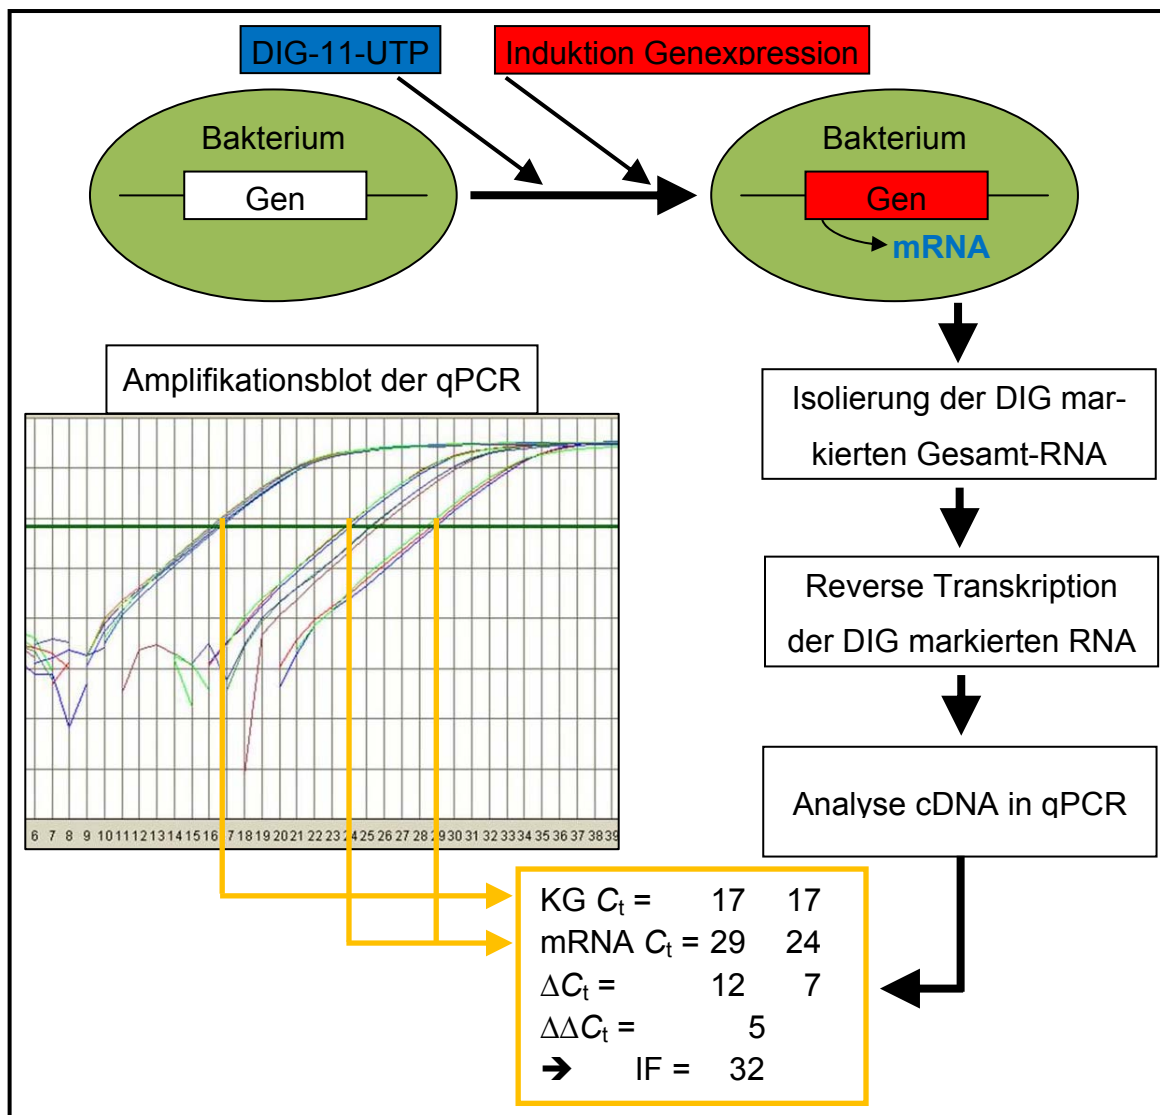 DIG-11-UTP
Induktion Genexpression
Bakterium
Gen
Bakterium
Gen
mRNA
Amplifikationsblot der qPCR
Isolierung der DIG mar-
kierten Gesamt-RNA
Reverse Transkription
der DIG markierten RNA
Analyse cDNA in qPCR
6 7 8 9 10 11 12 13 14 15 16 17 18 19 20 21 22 23 24 25 26 27 28 29 30 31 32 33 34 35 36 37 38 39
KG Ct = 17 17
mRNA Ct = 29 24
ΔCt = 12 7
ΔΔCt = 5
➔ IF = 32